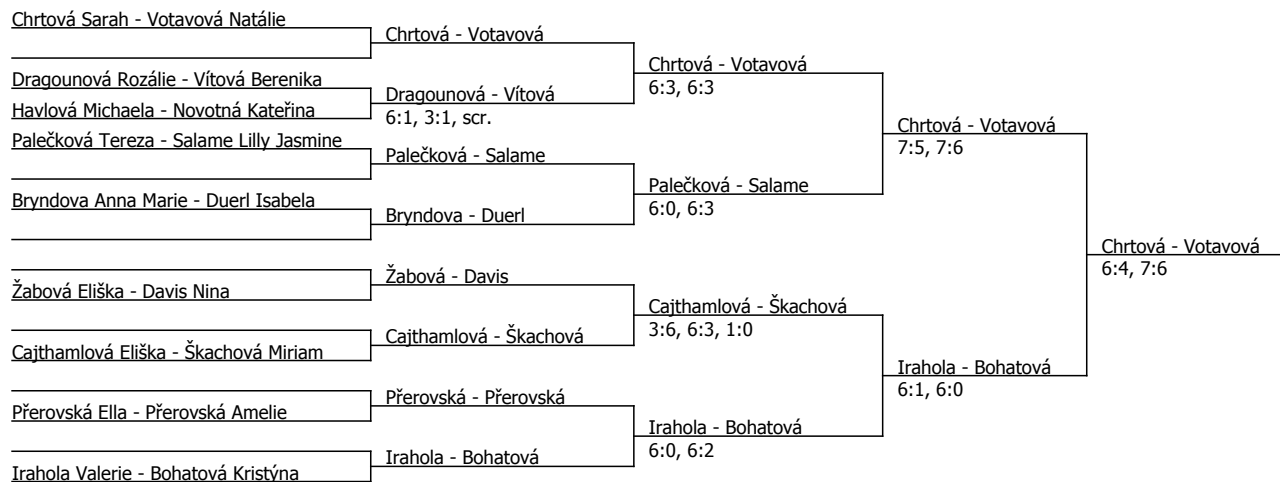 Chrtová Sarah - Votavová Natálie
Dragounová Rozálie - Vítová Berenika
Havlová Michaela - Novotná Kateřina
Palečková Tereza - Salame Lilly Jasmine
Bryndova Anna Marie - Duerl Isabela
Žabová Eliška - Davis Nina
Cajthamlová Eliška - Škachová Miriam
Přerovská Ella - Přerovská Amelie
Irahola Valerie - Bohatová Kristýna
Chrtová - Votavová
Dragounová - Vítová
6:1, 3:1, scr.
Palečková - Salame
Bryndova - Duerl
Žabová - Davis
Cajthamlová - Škachová
Přerovská - Přerovská
Irahola - Bohatová
Chrtová - Votavová
6:3, 6:3
Palečková - Salame
6:0, 6:3
Cajthamlová - Škachová
3:6, 6:3, 1:0
Irahola - Bohatová
6:0, 6:2
Chrtová - Votavová
7:5, 7:6
Irahola - Bohatová
6:1, 6:0
Chrtová - Votavová
6:4, 7:6